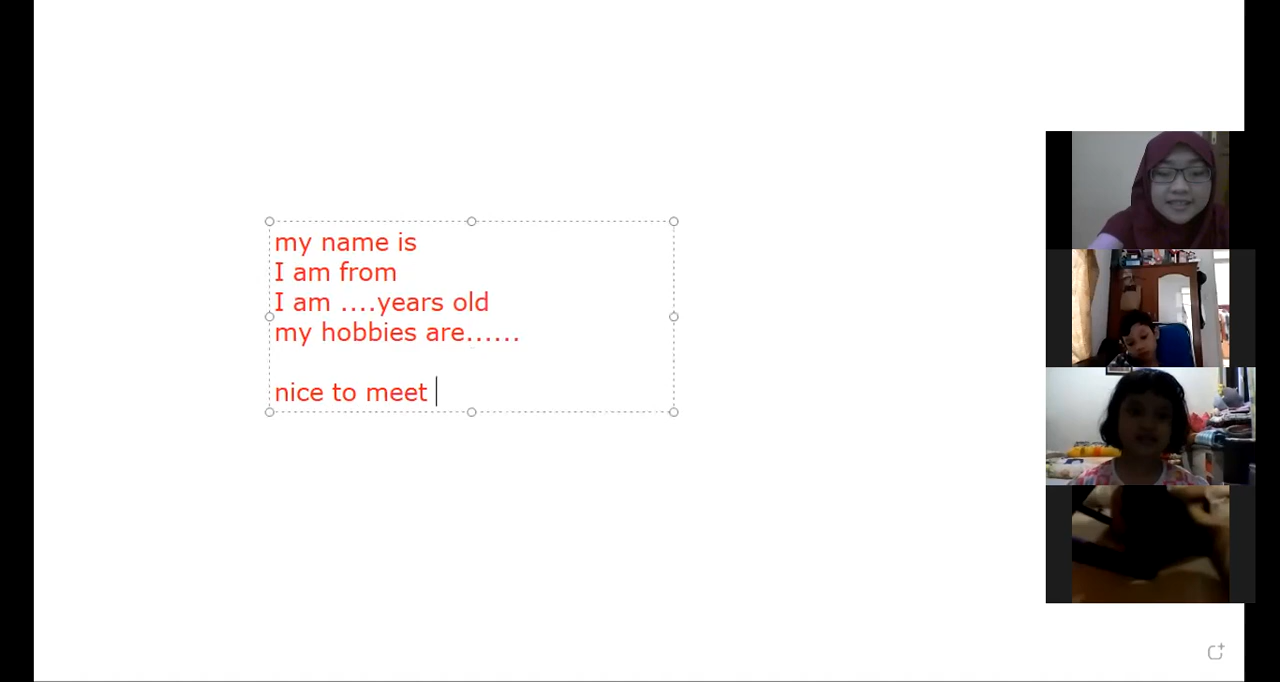 my name is
I am from
I am ....years old
my hobbies are......
nice to meet